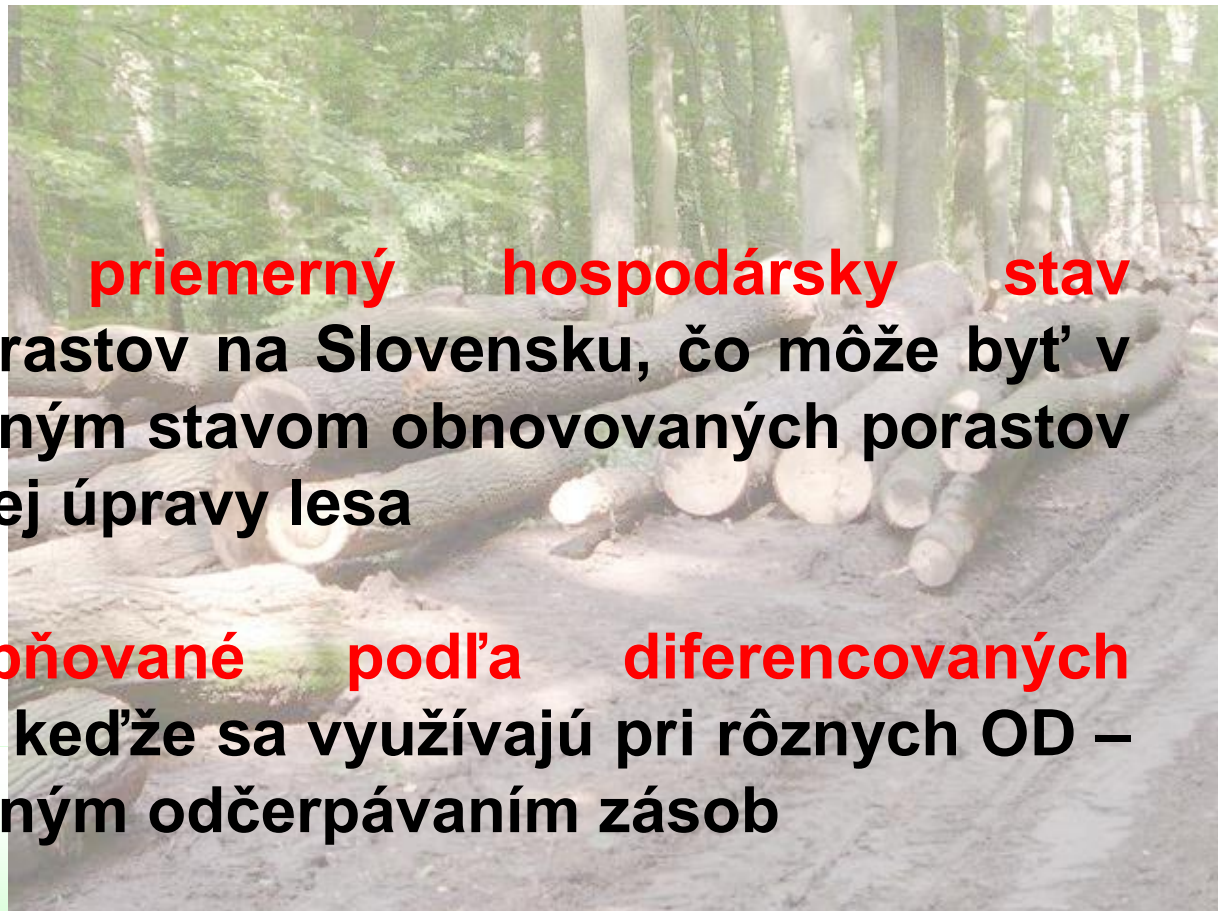 priemerný hospodársky stav
rastov na Slovensku, čo môže byť v
ným stavom obnovovaných porastov
ej úpravy lesa
pňované podľa diferencovaných
keďže sa využívajú pri rôznych OD –
ným odčerpávaním zásob